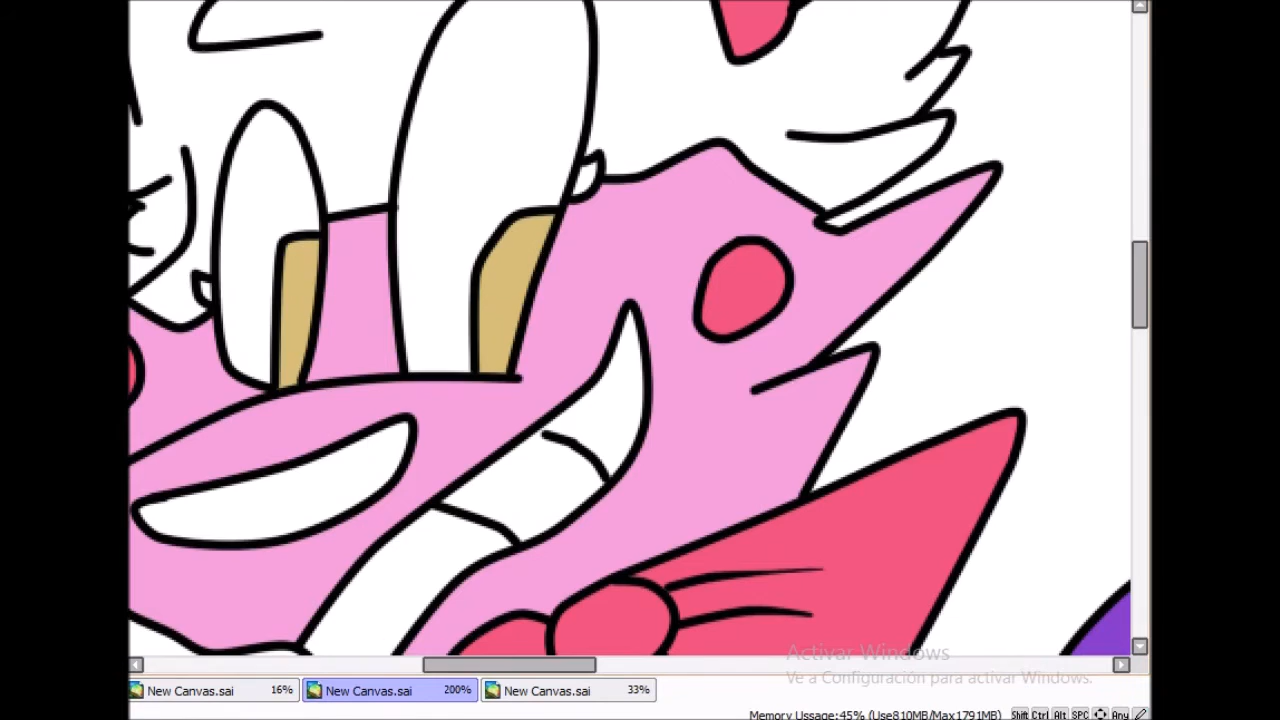 Activar Windows
Ve a Configuración para activar Windows.
New Canvas.sai 16% New Canvas.sai 200% New Canvas.sai 33%
Memory Ussage:45% (Use810MB/Max1791MB) Shift Ctrl Alt SPC Any